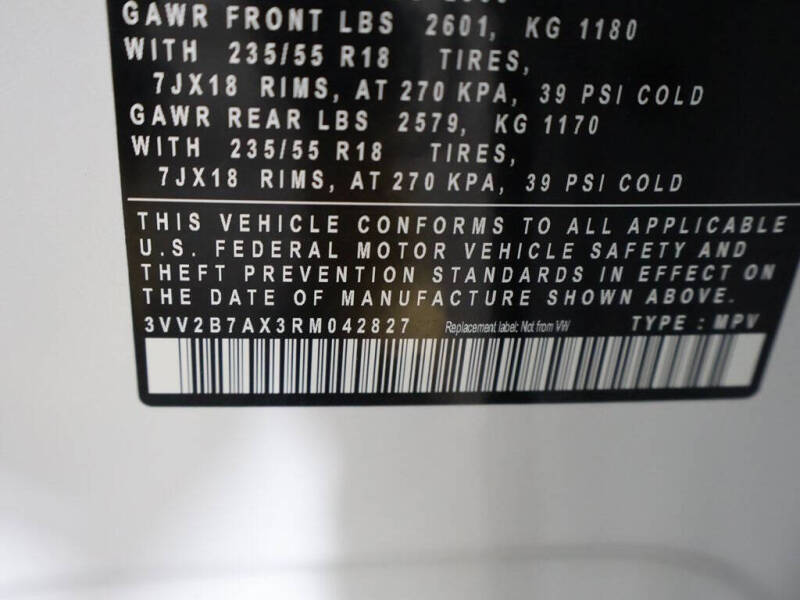 GAWR FRONT LBS 2601, KG 1180
WITH 235/55 R18 TIRES,
7JX18 RIMS, AT 270 KPA, 39 PSI COLD
GAWR REAR LBS 2579, KG 1170
WITH 235/55 R18 TIRES,
7JX18 RIMS, AT 270 KPA, 39 PSI COLD
THIS VEHICLE CONFORMS TO ALL APPLICABLE
U.S. FEDERAL MOTOR VEHICLE SAFETY AND
THEFT PREVENTION STANDARDS IN EFFECT ON
THE DATE OF MANUFACTURE SHOWN ABOVE.
3VV2B7AX3RM042827 Replacement label: Not from VW TYPE : MPV